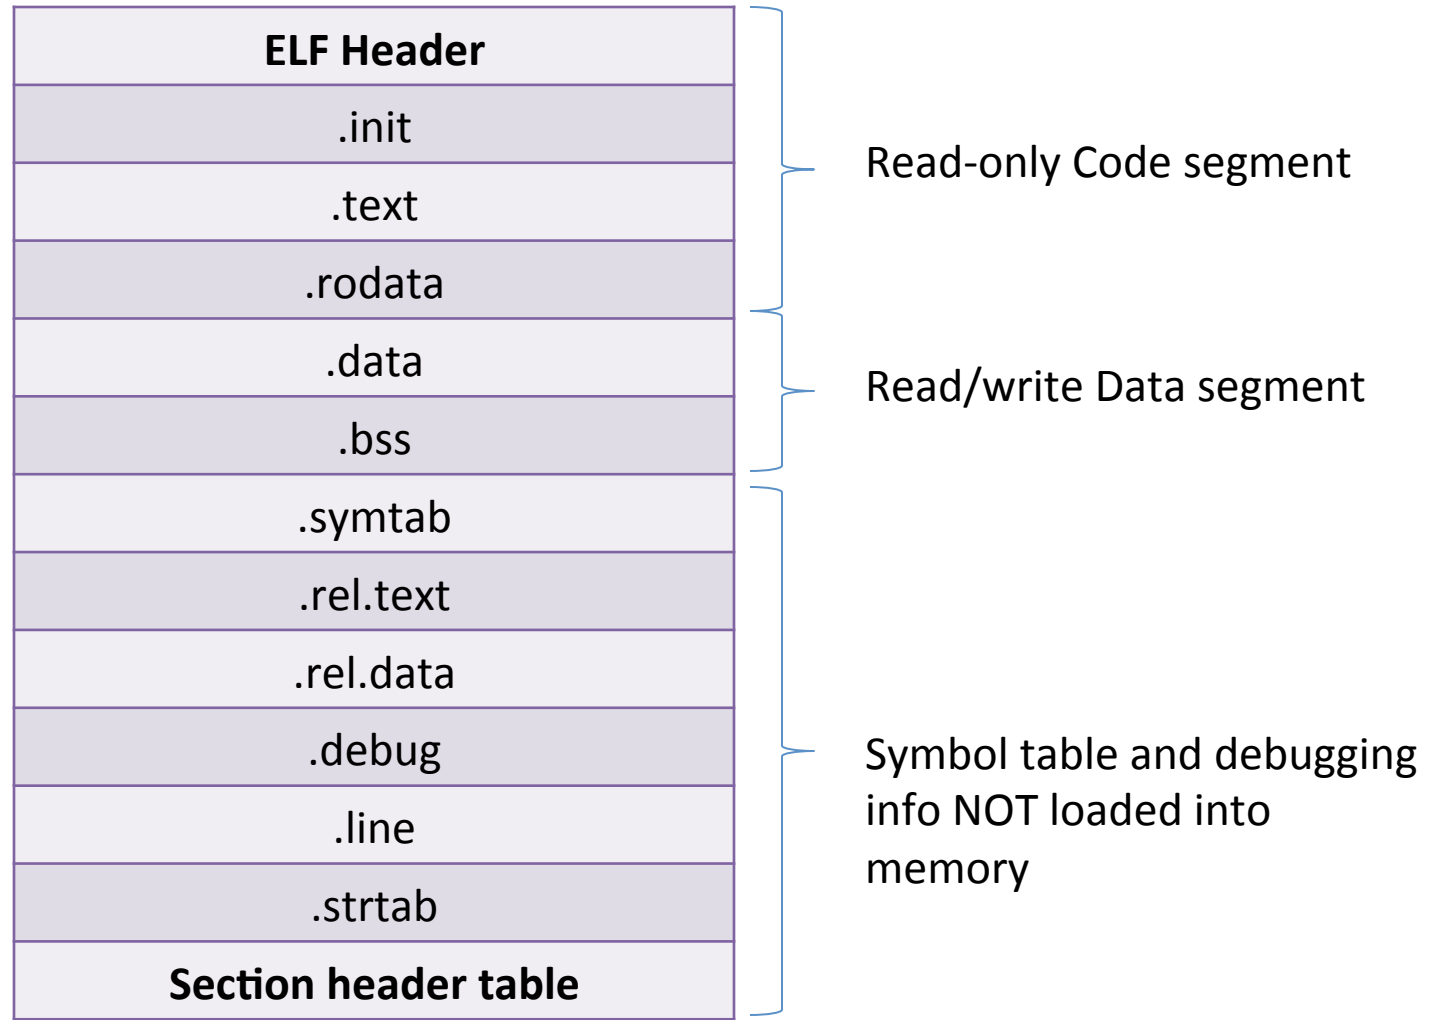 ELF Header
.init
.text
.rodata
.data
.bss
.symtab
.rel.text
.rel.data
.debug
.line
.strtab
Section header table
Read-only Code segment
Read/write Data segment
Symbol table and debugging
info NOT loaded into
memory